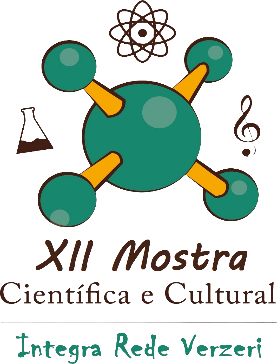 XII Mostra
Científica e Cultural
Integra Rede Verzeri